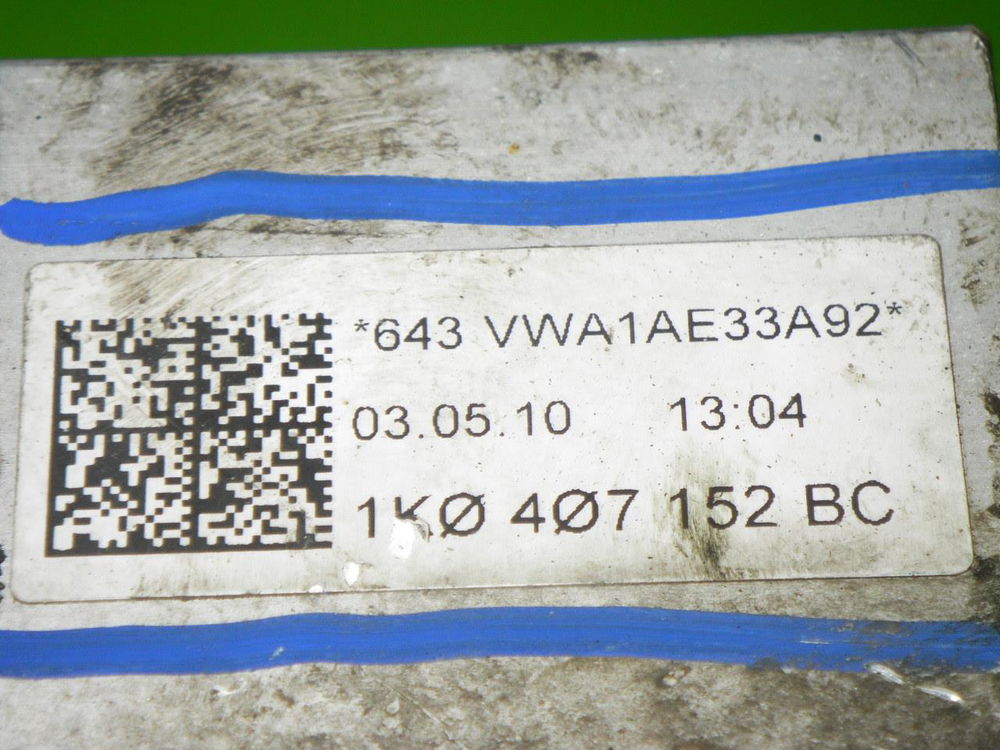 *643 VWA1AE33A92*
03.05.10 13:04
1KØ 4Ø7 152 BC